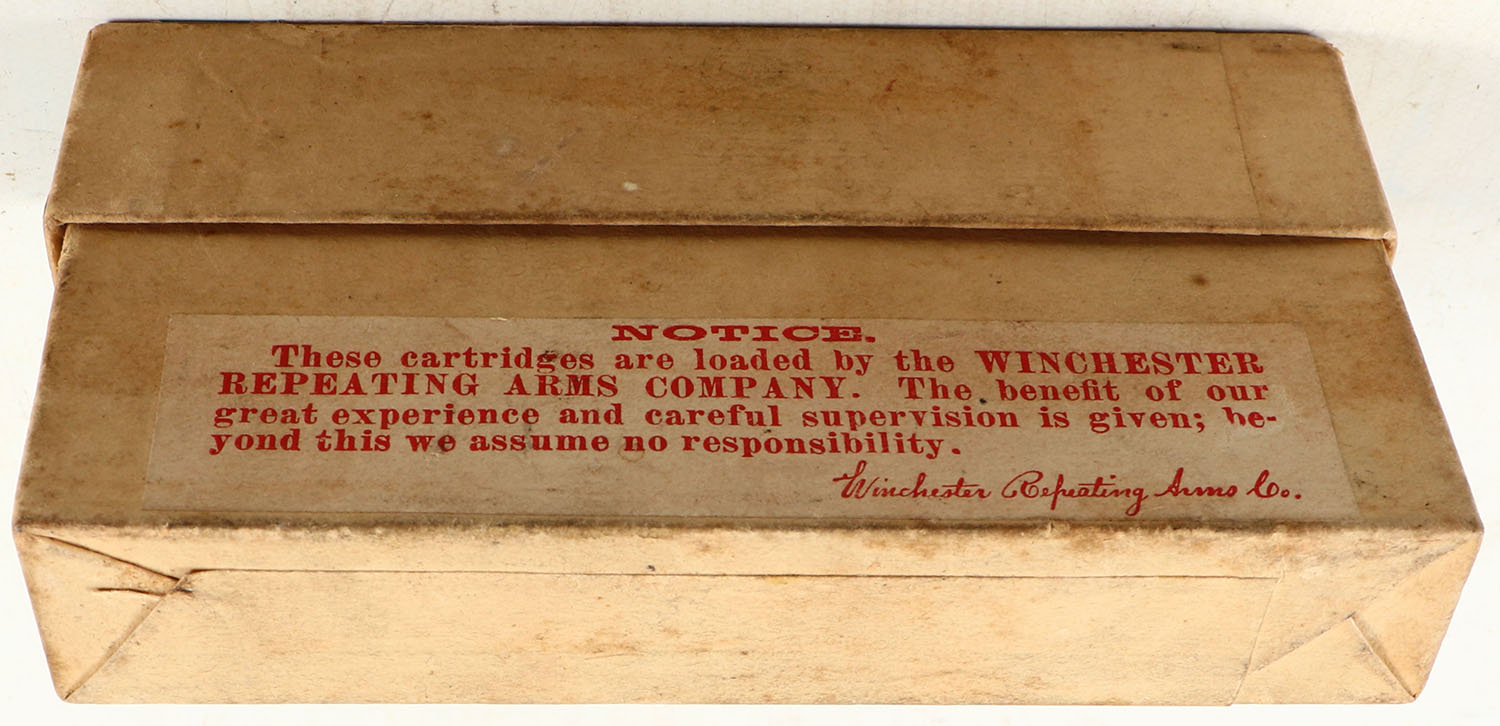 NOTICE.
These cartridges are loaded by the WINCHESTER
REPEATING ARMS COMPANY. The benefit of our
great experience and careful supervision is given; be-
yond this we assume no responsibility.
Winchester Repeating Arms Co.